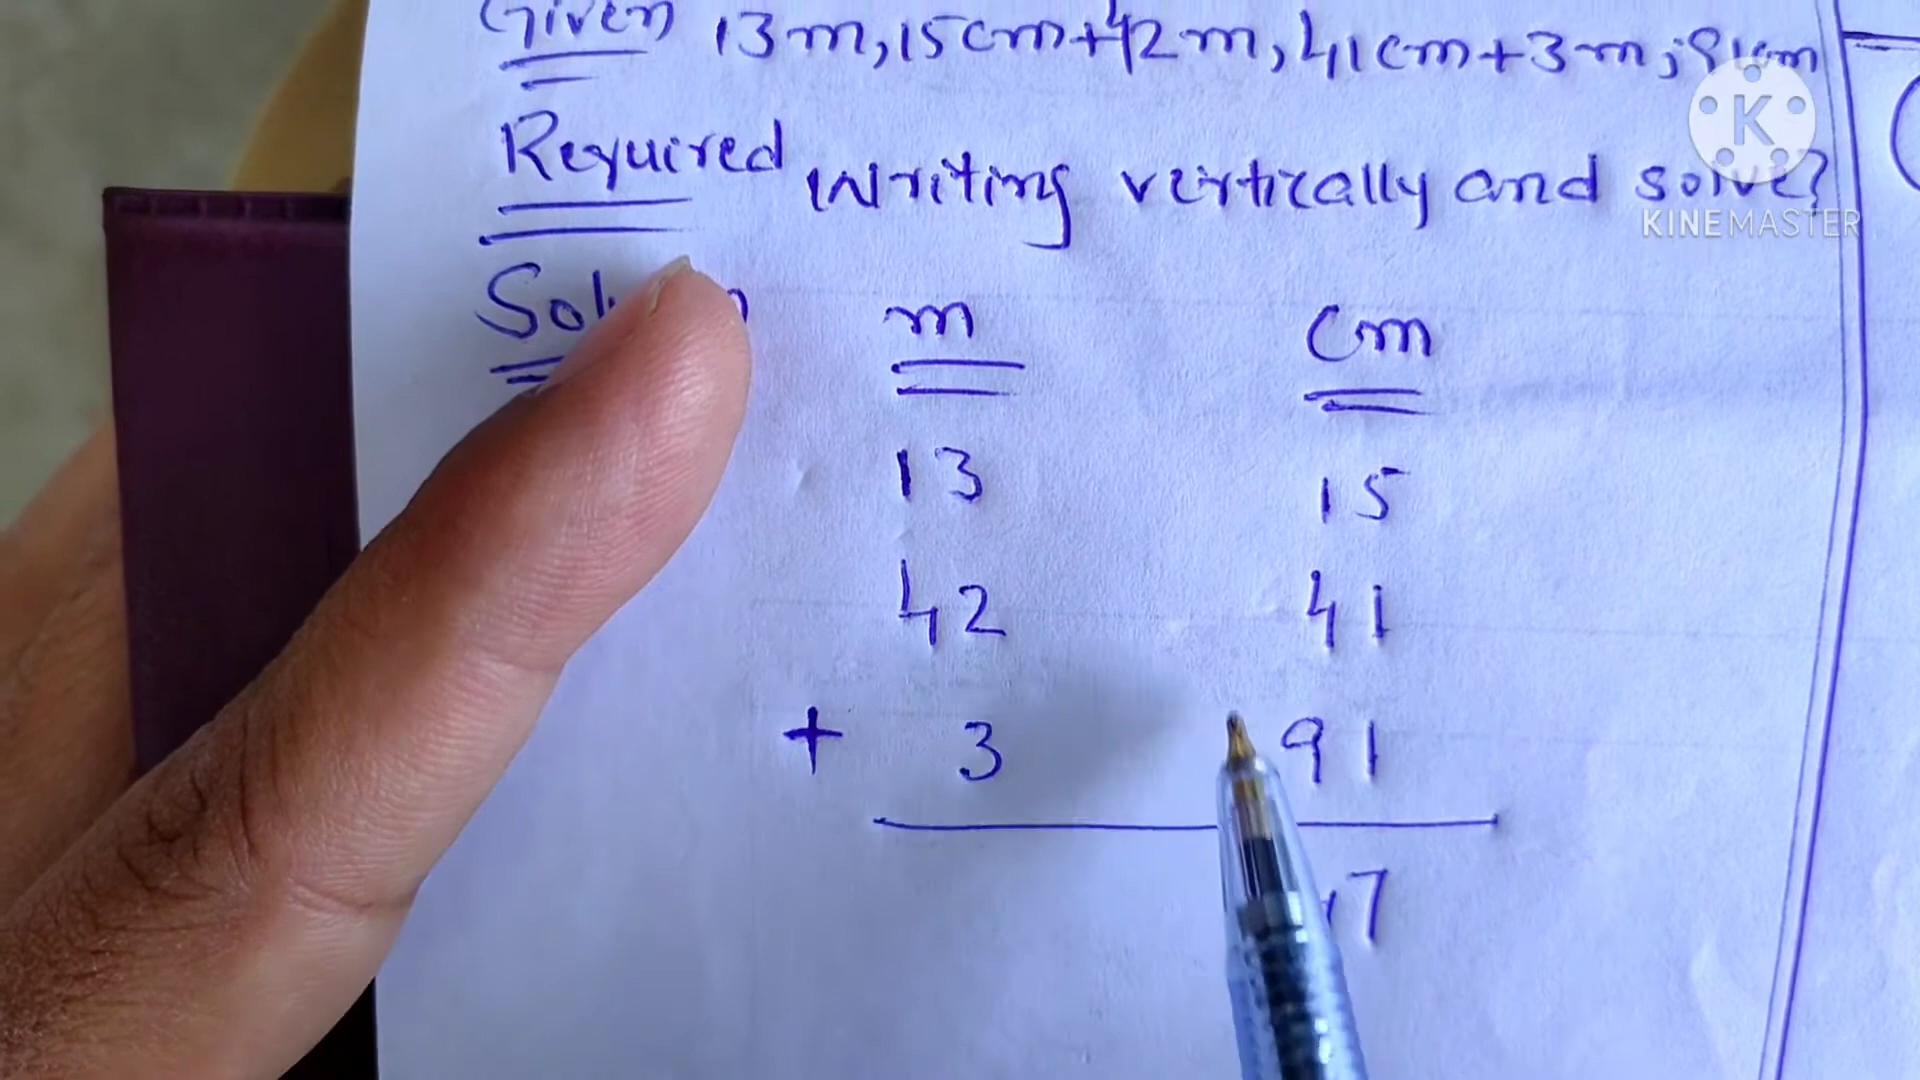 Given 13m,15cm+42m,41cm+3m,91cm
K
Required Writing vertically and solve?
KINEMASTER
m cm
13 15
42 41
+ 3 91
47